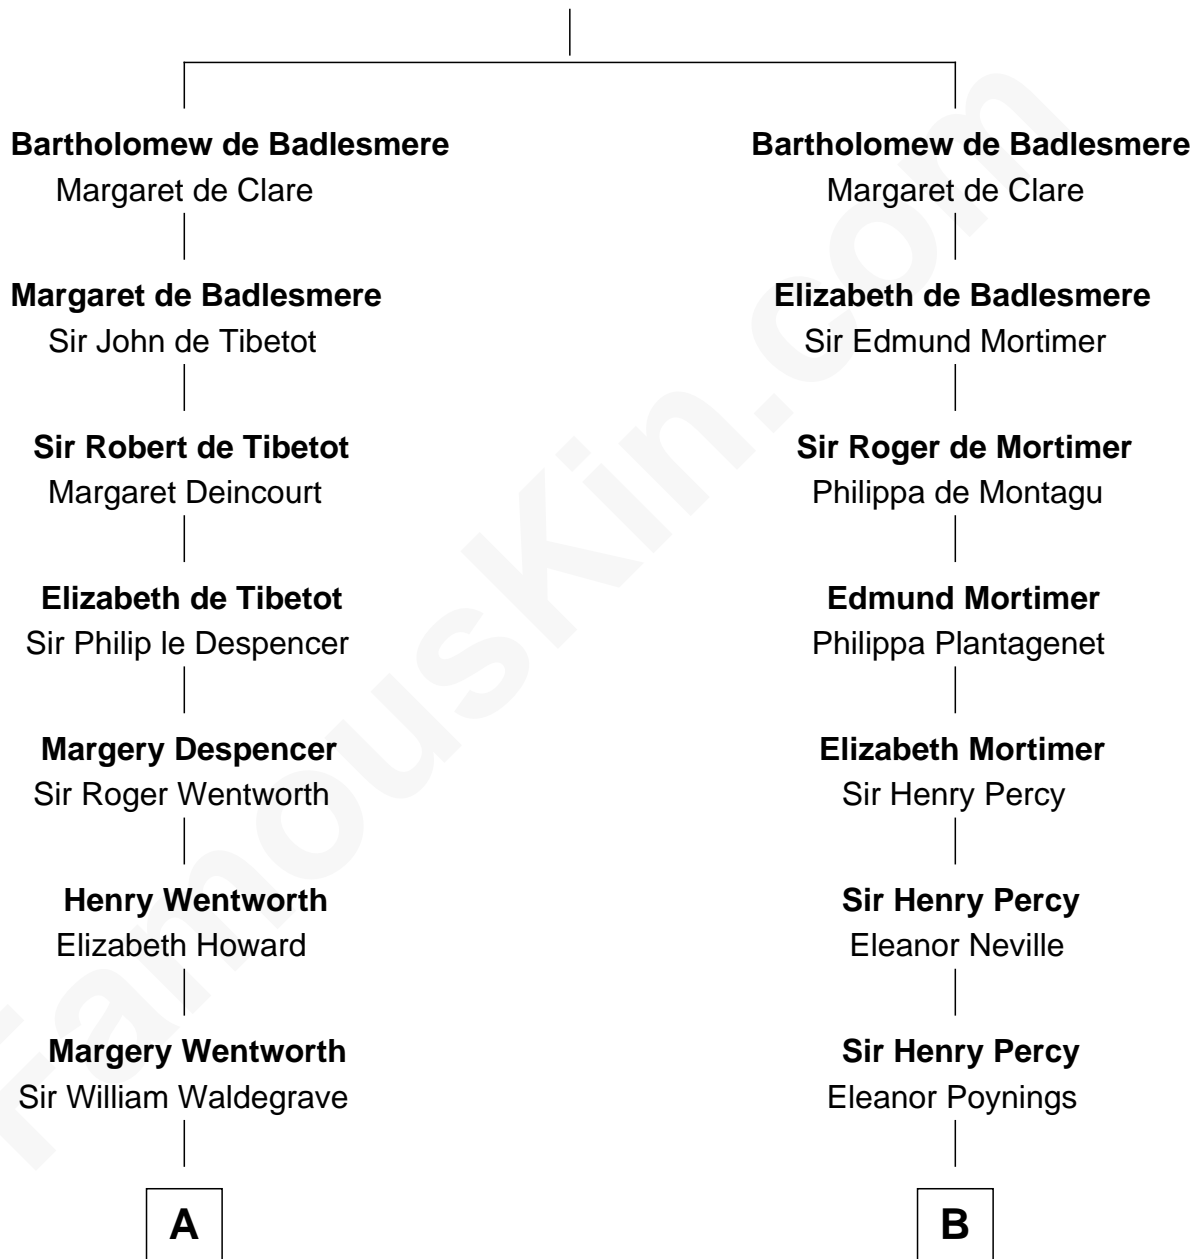 Bartholomew de Badlesmere
Margaret de Clare
Margaret de Badlesmere
Sir John de Tibetot
Sir Robert de Tibetot
Margaret Deincourt
Elizabeth de Tibetot
Sir Philip le Despencer
Margery Despencer
Sir Roger Wentworth
Henry Wentworth
Elizabeth Howard
Margery Wentworth
Sir William Waldegrave
A
Bartholomew de Badlesmere
Margaret de Clare
Elizabeth de Badlesmere
Sir Edmund Mortimer
Sir Roger de Mortimer
Philippa de Montagu
Edmund Mortimer
Philippa Plantagenet
Elizabeth Mortimer
Sir Henry Percy
Sir Henry Percy
Eleanor Neville
Sir Henry Percy
Eleanor Poynings
B
FamousKin.com